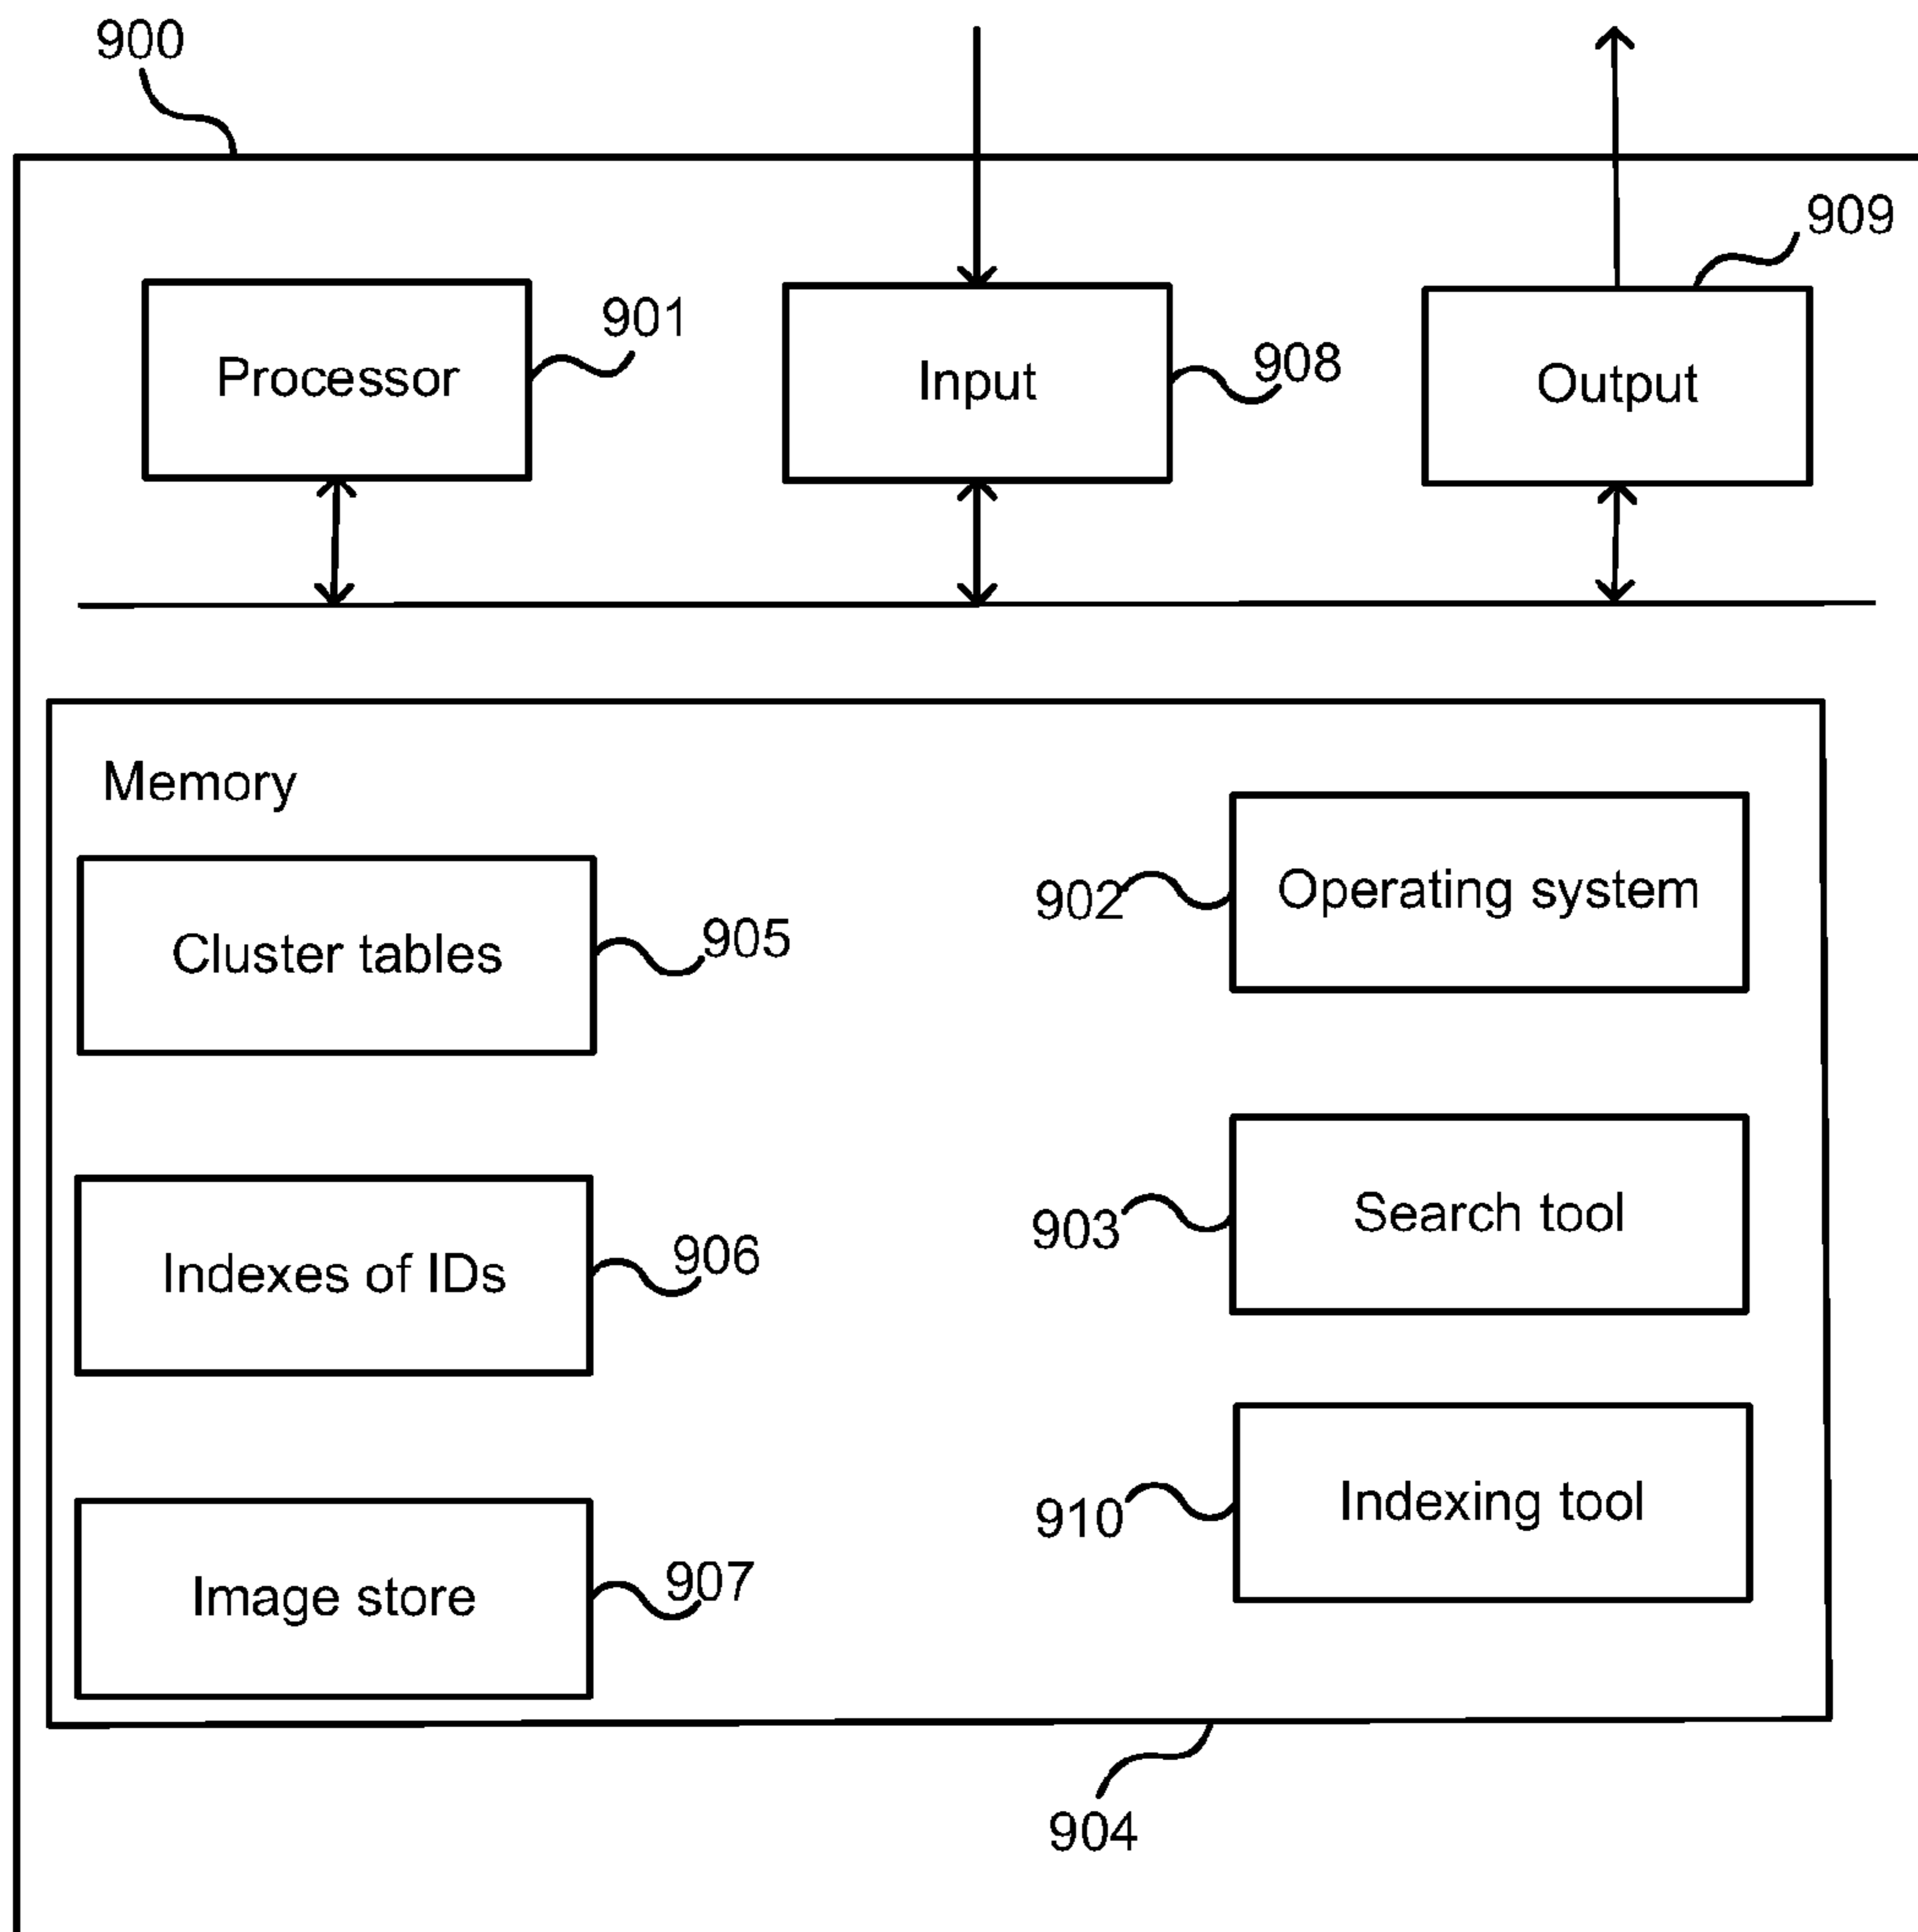 900
909
901
Processor
908
Input
Output
Memory
Operating system
902
905
Cluster tables
Search tool
903
906
Indexes of IDs
Indexing tool
910
907
Image store
904